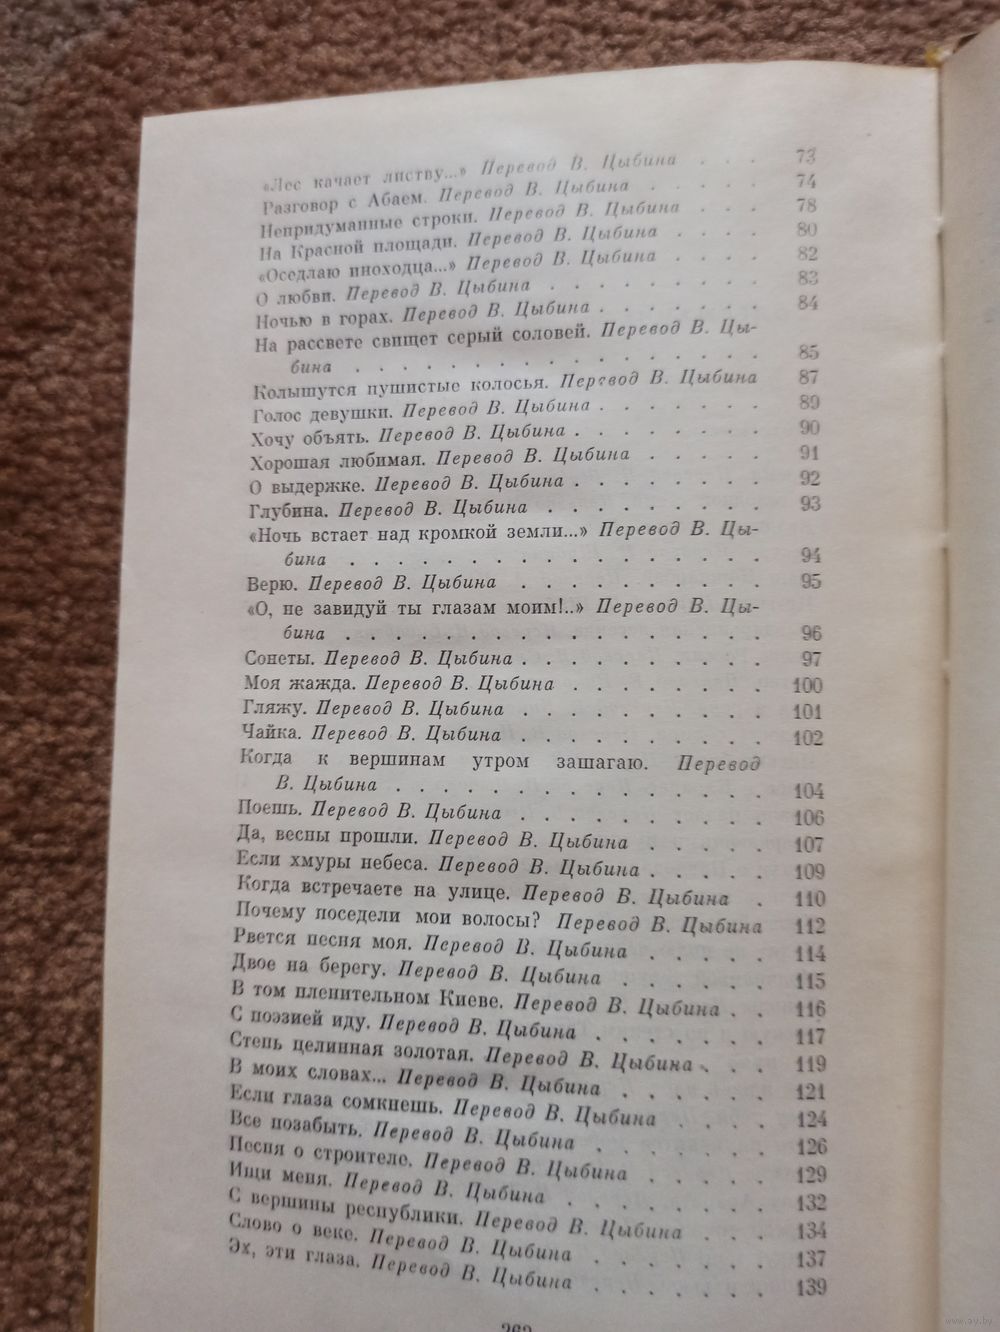 «Лес качает листву...» Перевод В. Цыбина . . . 73
Разговор с Абаем. Перевод В. Цыбина . . . . . 74
Непридуманные строки. Перевод В. Цыбина . . . 78
На Красной площади. Перевод В. Цыбина . . . . 80
«Оседлаю иноходца...» Перевод В. Цыбина . . . . 82
О любви. Перевод В. Цыбина . . . . . . . . . 83
Ночью в горах. Перевод В. Цыбина . . . . . . . 84
На рассвете свищет серый соловей. Перевод В. Цы-
бина . . . . . . . . . . . . . . . . . 85
Колышутся пушистые колосья. Перевод В. Цыбина 87
Голос девушки. Перевод В. Цыбина . . . . . . . 89
Хочу объять. Перевод В. Цыбина . . . . . . . . 90
Хорошая любимая. Перевод В. Цыбина . . . . . 91
О выдержке. Перевод В. Цыбина . . . . . . . . 92
Глубина. Перевод В. Цыбина . . . . . . . . . 93
«Ночь встает над кромкой земли...» Перевод В. Цы-
бина . . . . . . . . . . . . . . . . . 94
Верю. Перевод В. Цыбина . . . . . . . . . . 95
«О, не завидуй ты глазам моим!..» Перевод В. Цы-
бина . . . . . . . . . . . . . . . . . 96
Сонеты. Перевод В. Цыбина . . . . . . . . . . 97
Моя жажда. Перевод В. Цыбина . . . . . . . . 100
Гляжу. Перевод В. Цыбина . . . . . . . . . . 101
Чайка. Перевод В. Цыбина . . . . . . . . . . 102
Когда к вершинам утром зашагаю. Перевод
В. Цыбина . . . . . . . . . . . . . . . 104
Поешь. Перевод В. Цыбина . . . . . . . . . . 106
Да, весны прошли. Перевод В. Цыбина . . . . . 107
Если хмуры небеса. Перевод В. Цыбина . . . . . 109
Когда встречаете на улице. Перевод В. Цыбина . 110
Почему поседели мои волосы? Перевод В. Цыбина 112
Рвется песня моя. Перевод В. Цыбина . . . . . 114
Двое на берегу. Перевод В. Цыбина . . . . . . 115
В том пленительном Киеве. Перевод В. Цыбина . . 116
С поэзией иду. Перевод В. Цыбина . . . . . . . 117
Степь целинная золотая. Перевод В. Цыбина . . . 119
В моих словах... Перевод В. Цыбина . . . . . . 121
Если глаза сомкнешь. Перевод В. Цыбина . . . . 124
Все позабыть. Перевод В. Цыбина . . . . . . . 126
Песня о строителе. Перевод В. Цыбина . . . . . 129
Ищи меня. Перевод В. Цыбина . . . . . . . . 132
С вершины республики. Перевод В. Цыбина . . . 134
Слово о веке. Перевод В. Цыбина . . . . . . . 137
Эх, эти глаза. Перевод В. Цыбина . . . . . . . 139
www.ay.by